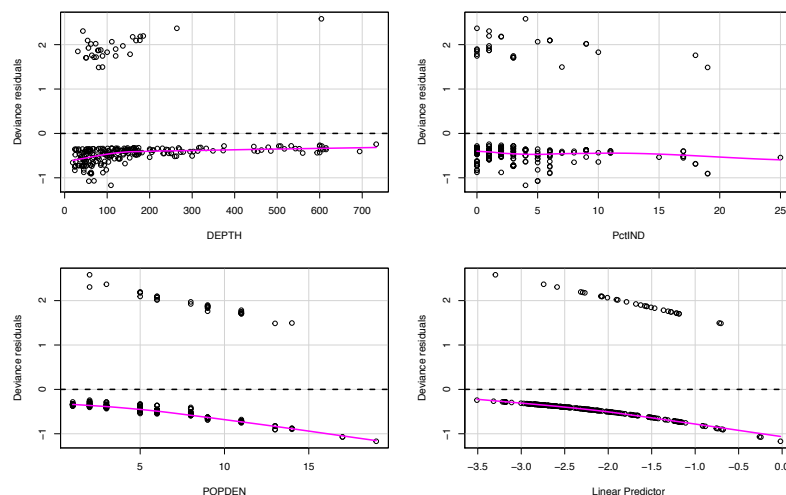 Deviance residuals
2
1
0
−1
0 100 200 300 400 500 600 700
DEPTH
Deviance residuals
2
1
0
−1
0 5 10 15 20 25
PctIND
Deviance residuals
2
1
0
−1
5 10 15
POPDEN
Deviance residuals
2
1
0
−1
−3.5 −3.0 −2.5 −2.0 −1.5 −1.0 −0.5 0.0
Linear Predictor